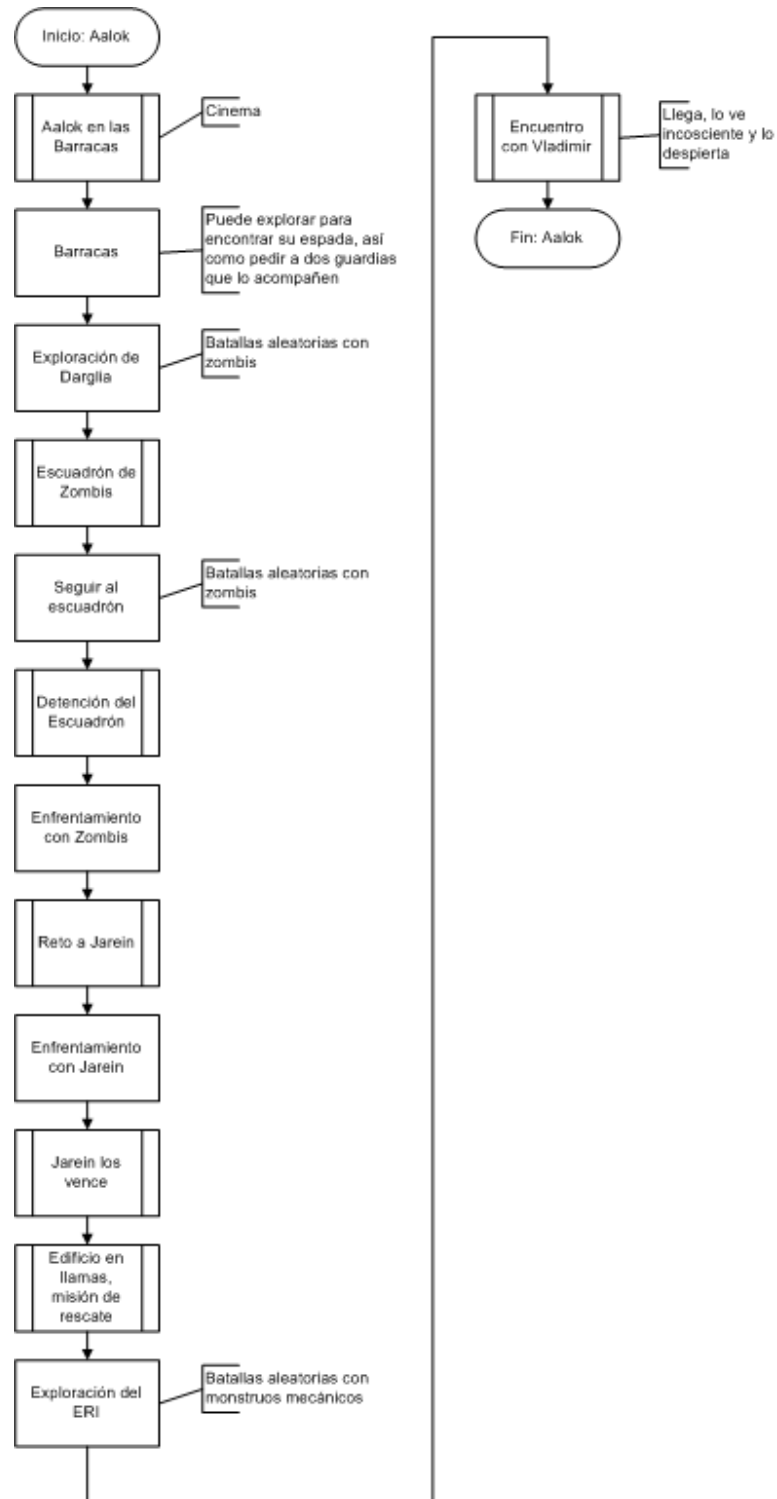 Inicio: Aalok
Aalok en las
Barracas
Cinema
Barracas
Puede explorar para
encontrar su espada, así
como pedir a dos guardias
que lo acompañen
Exploración de
Darglia
Batallas aleatorias con
zombis
Escuadrón de
Zombis
Seguir al
escuadrón
Batallas aleatorias con
zombis
Detención del
Escuadrón
Enfrentamiento
con Zombis
Reto a Jarein
Enfrentamiento
con Jarein
Jarein los
vence
Edificio en
llamas,
misión de
rescate
Exploración del
ERI
Batallas aleatorias con
monstruos mecánicos
Encuentro
con Vladimir
Llega, lo ve
incosciente y lo
despierta
Fin: Aalok